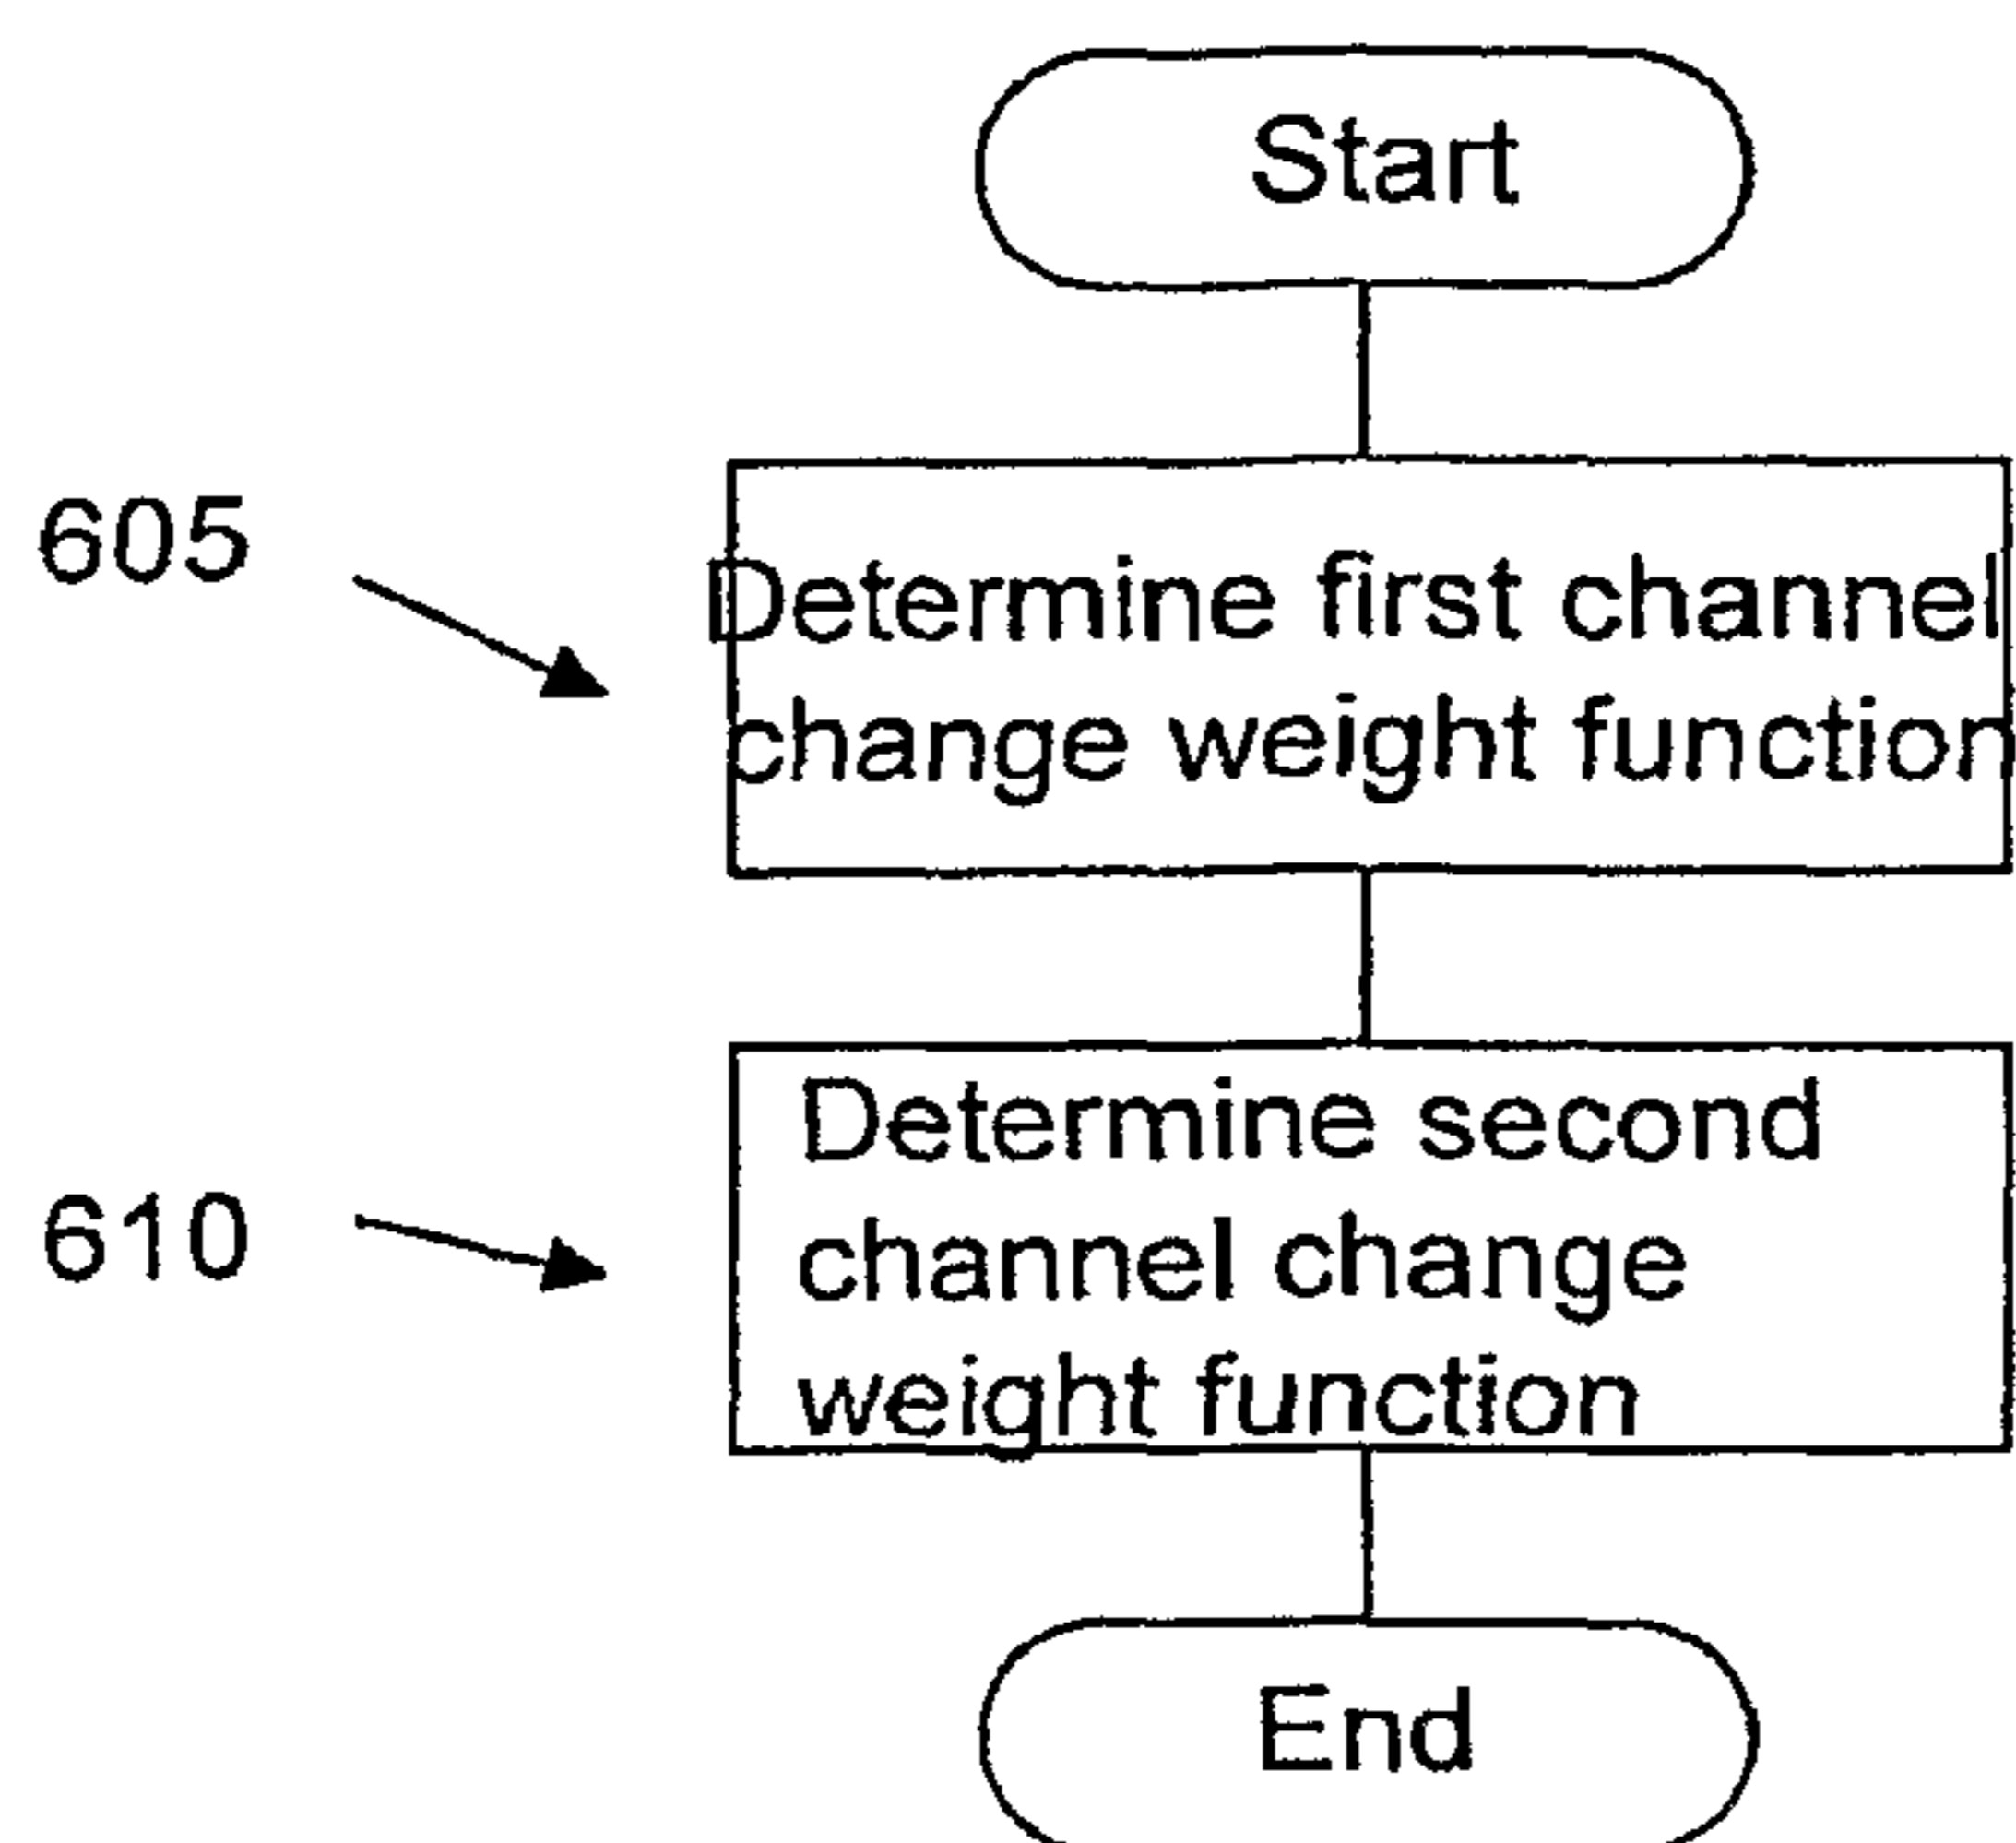 Start
605
Determine first channel
change weight function
610
Determine second
channel change
weight function
End